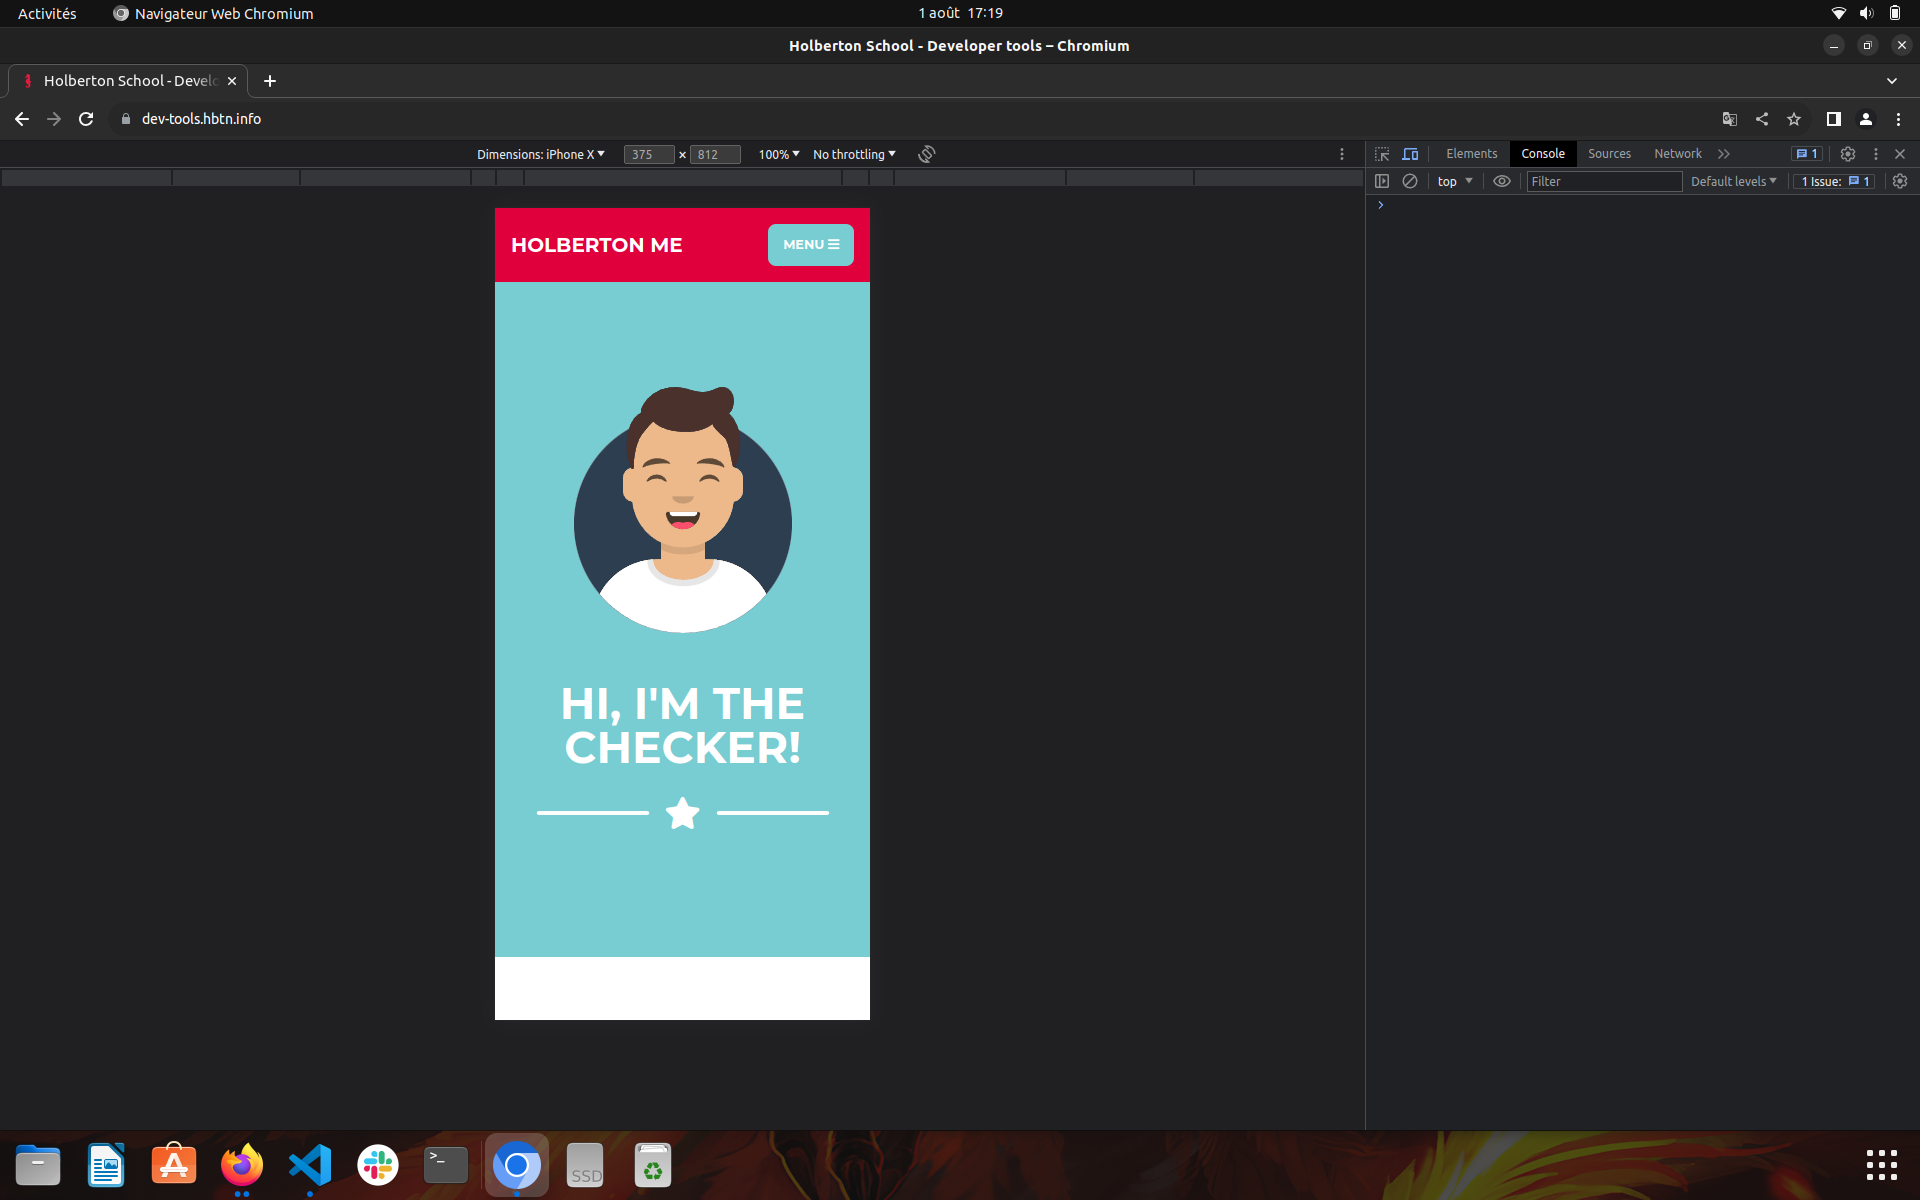 Activités
Navigateur Web Chromium
1 août 17:19
Holberton School - Developer tools – Chromium
Holberton School - Develo
dev-tools.hbtn.info
Dimensions: iPhone X
375 × 812
100%
No throttling
Elements
Console
Sources
Network
1
top
Filter
Default levels
1 Issue: 1
HOLBERTON ME
MENU
HI, I'M THE
CHECKER!
>_
SSD